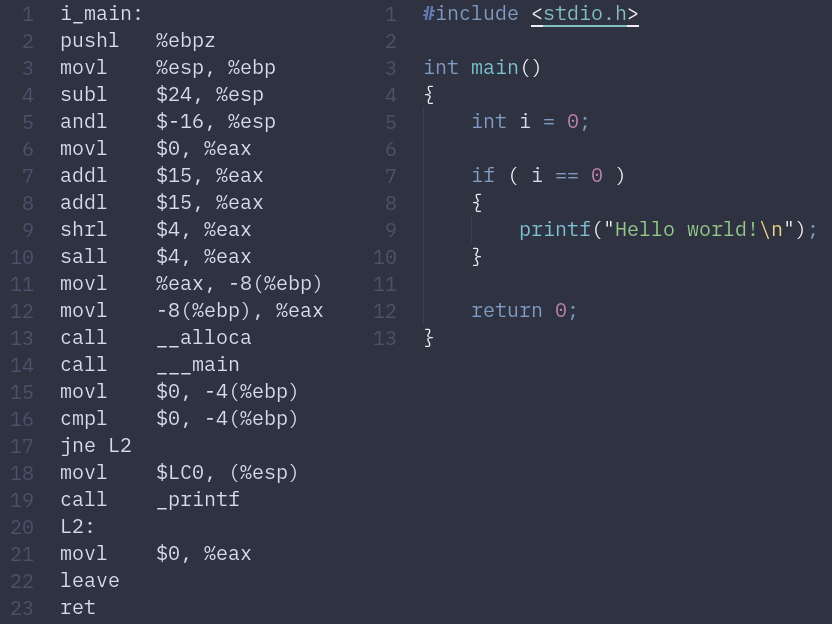 1 i_main:
2 pushl %ebpz
3 movl %esp, %ebp
4 subl $24, %esp
5 andl $-16, %esp
6 movl $0, %eax
7 addl $15, %eax
8 addl $15, %eax
9 shrl $4, %eax
10 sall $4, %eax
11 movl %eax, -8(%ebp)
12 movl -8(%ebp), %eax
13 call __alloca
14 call ___main
15 movl $0, -4(%ebp)
16 cmpl $0, -4(%ebp)
17 jne L2
18 movl $LC0, (%esp)
19 call _printf
20 L2:
21 movl $0, %eax
22 leave
23 ret
1 #include <stdio.h>
2
3 int main()
4 {
5 int i = 0;
6
7 if ( i == 0 )
8 {
9 printf("Hello world!\n");
10 }
11
12 return 0;
13 }